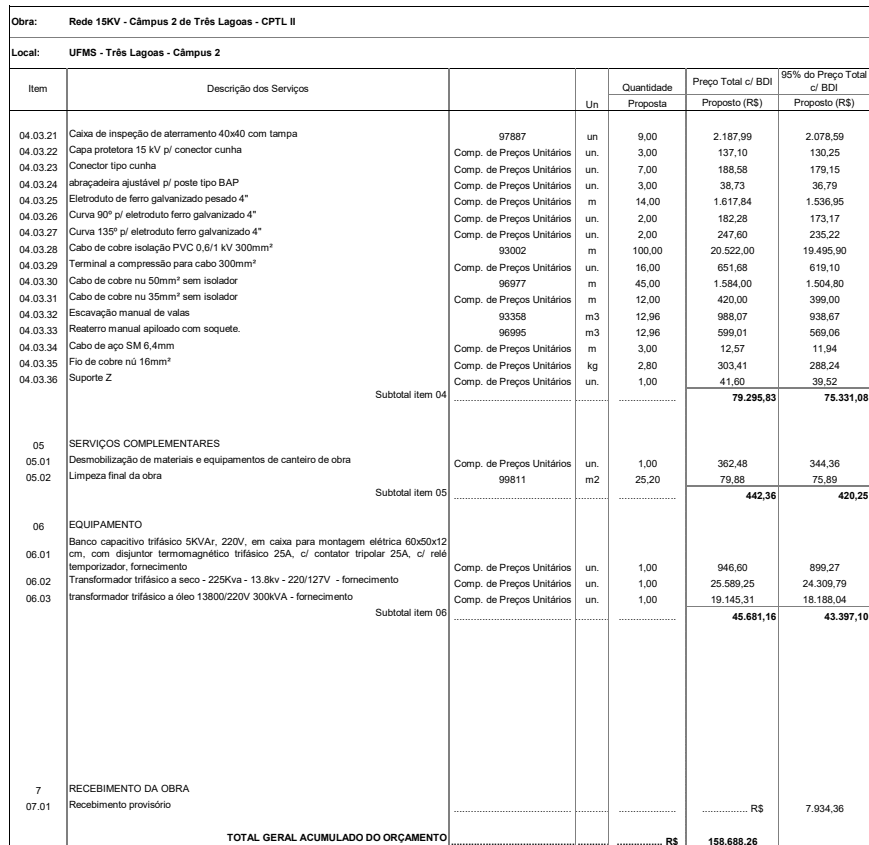 Obra: Rede 15KV - Câmpus 2 de Três Lagoas - CPTL II
Local: UFMS - Três Lagoas - Câmpus 2
Item Descrição dos Serviços Un Quantidade Proposta Preço Total c/ BDI Proposto (R$) 95% do Preço Total c/ BDI Proposto (R$)
04.03.21 Caixa de inspeção de aterramento 40x40 com tampa 97887 un 9,00 2.187,99 2.078,59
04.03.22 Capa protetora 15 kV p/ conector cunha Comp. de Preços Unitários un. 3,00 137,10 130,25
04.03.23 Conector tipo cunha Comp. de Preços Unitários un. 7,00 188,58 179,15
04.03.24 abraçadeira ajustável p/ poste tipo BAP Comp. de Preços Unitários un. 3,00 38,73 36,79
04.03.25 Eletroduto de ferro galvanizado pesado 4" Comp. de Preços Unitários m 14,00 1.617,84 1.536,95
04.03.26 Curva 90º p/ eletroduto ferro galvanizado 4" Comp. de Preços Unitários un. 2,00 182,28 173,17
04.03.27 Curva 135º p/ eletroduto ferro galvanizado 4" Comp. de Preços Unitários un. 2,00 247,60 235,22
04.03.28 Cabo de cobre isolação PVC 0,6/1 kV 300mm² 93002 m 100,00 20.522,00 19.495,90
04.03.29 Terminal a compressão para cabo 300mm² Comp. de Preços Unitários un. 16,00 651,68 619,10
04.03.30 Cabo de cobre nu 50mm² sem isolador 96977 m 45,00 1.584,00 1.504,80
04.03.31 Cabo de cobre nu 35mm² sem isolador Comp. de Preços Unitários m 12,00 420,00 399,00
04.03.32 Escavação manual de valas 93358 m3 12,96 988,07 938,67
04.03.33 Reaterro manual apiloado com soquete. 96995 m3 12,96 599,01 569,06
04.03.34 Cabo de aço SM 6,4mm Comp. de Preços Unitários m 3,00 12,57 11,94
04.03.35 Fio de cobre nú 16mm² Comp. de Preços Unitários kg 2,80 303,41 288,24
04.03.36 Suporte Z Comp. de Preços Unitários un. 1,00 41,60 39,52
Subtotal item 04 79.295,83 75.331,08
05 SERVIÇOS COMPLEMENTARES
05.01 Desmobilização de materiais e equipamentos de canteiro de obra Comp. de Preços Unitários un. 1,00 362,48 344,36
05.02 Limpeza final da obra 99811 m2 25,20 79,88 75,89
Subtotal item 05 442,36 420,25
06 EQUIPAMENTO
Banco capacitivo trifásico 5KVAr, 220V, em caixa para montagem elétrica 60x50x12
06.01 cm, com disjuntor termomagnético trifásico 25A, c/ contator tripolar 25A, c/ relé
temporizador, fornecimento Comp. de Preços Unitários un. 1,00 946,60 899,27
06.02 Transformador trifásico a seco - 225Kva - 13.8kv - 220/127V - fornecimento Comp. de Preços Unitários un. 1,00 25.589,25 24.309,79
06.03 transformador trifásico a óleo 13800/220V 300kVA - fornecimento Comp. de Preços Unitários un. 1,00 19.145,31 18.188,04
Subtotal item 06 45.681,16 43.397,10
7 RECEBIMENTO DA OBRA
07.01 Recebimento provisório R$ 7.934,36
TOTAL GERAL ACUMULADO DO ORÇAMENTO R$ 158.688,26